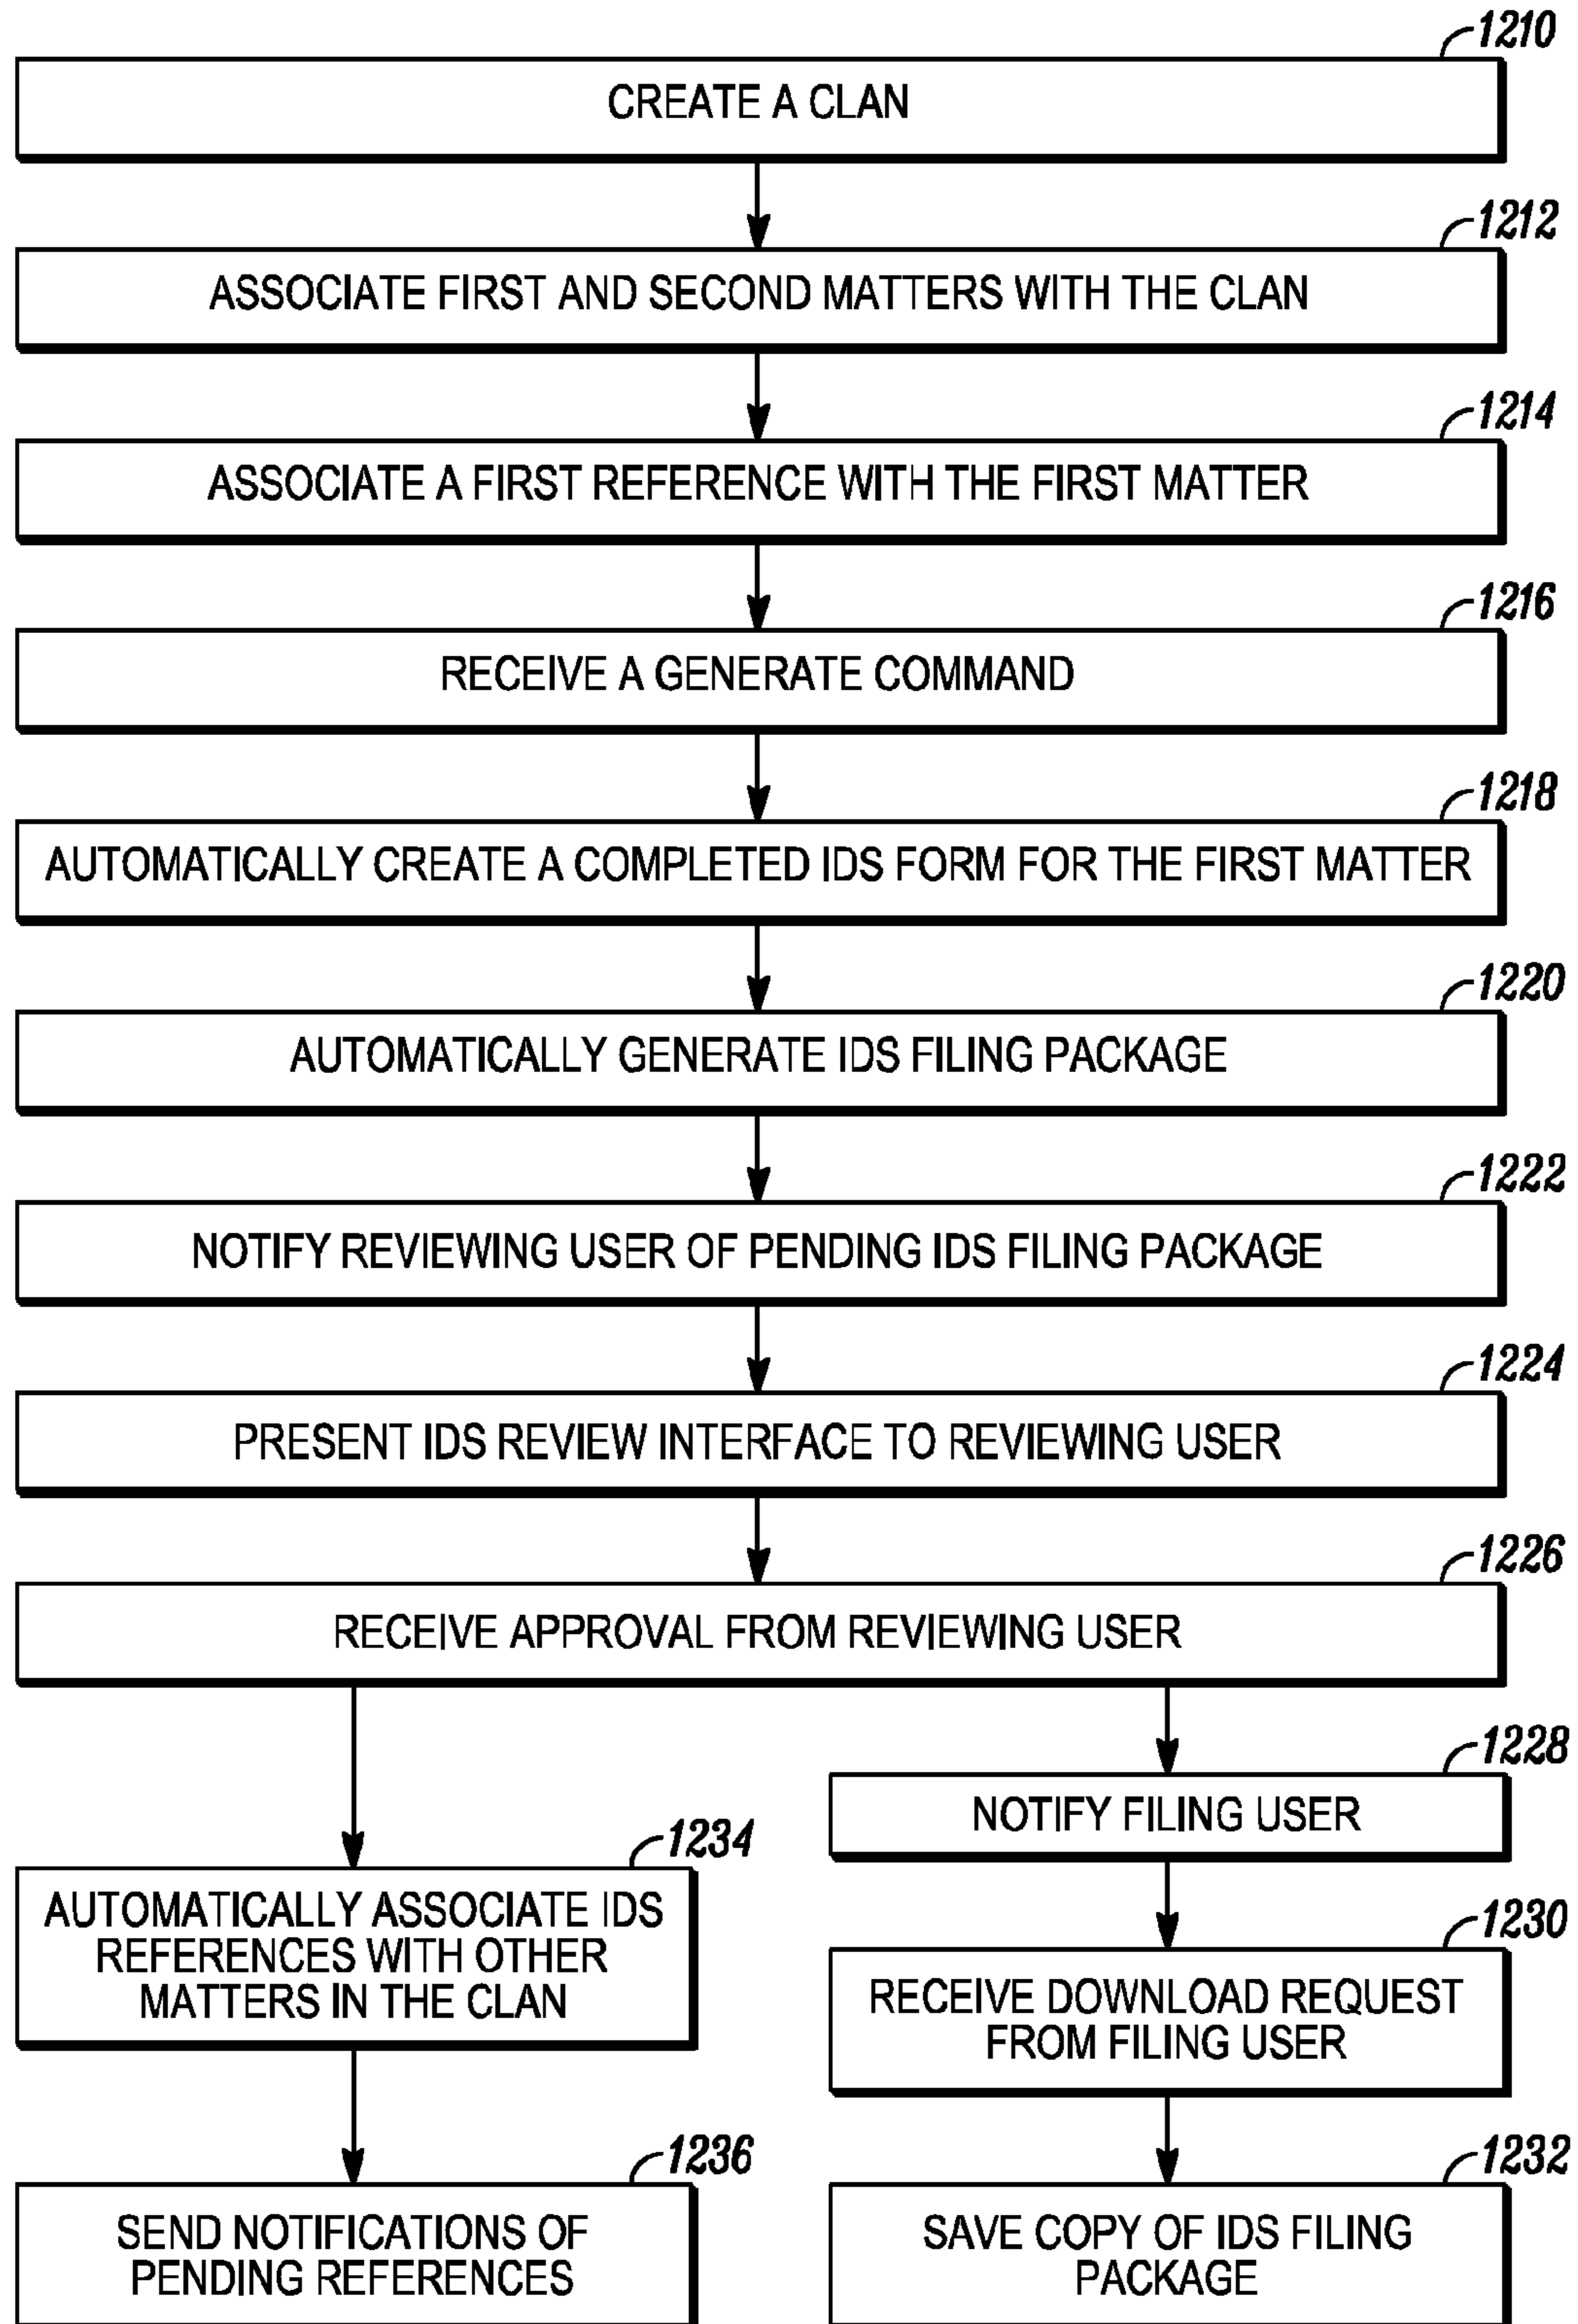 1210
CREATE A CLAN
1212
ASSOCIATE FIRST AND SECOND MATTERS WITH THE CLAN
1214
ASSOCIATE A FIRST REFERENCE WITH THE FIRST MATTER
1216
RECEIVE A GENERATE COMMAND
1218
AUTOMATICALLY CREATE A COMPLETED IDS FORM FOR THE FIRST MATTER
1220
AUTOMATICALLY GENERATE IDS FILING PACKAGE
1222
NOTIFY REVIEWING USER OF PENDING IDS FILING PACKAGE
1224
PRESENT IDS REVIEW INTERFACE TO REVIEWING USER
1226
RECEIVE APPROVAL FROM REVIEWING USER
1234
AUTOMATICALLY ASSOCIATE IDS
REFERENCES WITH OTHER
MATTERS IN THE CLAN
1236
SEND NOTIFICATIONS OF
PENDING REFERENCES
1228
NOTIFY FILING USER
1230
RECEIVE DOWNLOAD REQUEST
FROM FILING USER
1232
SAVE COPY OF IDS FILING
PACKAGE